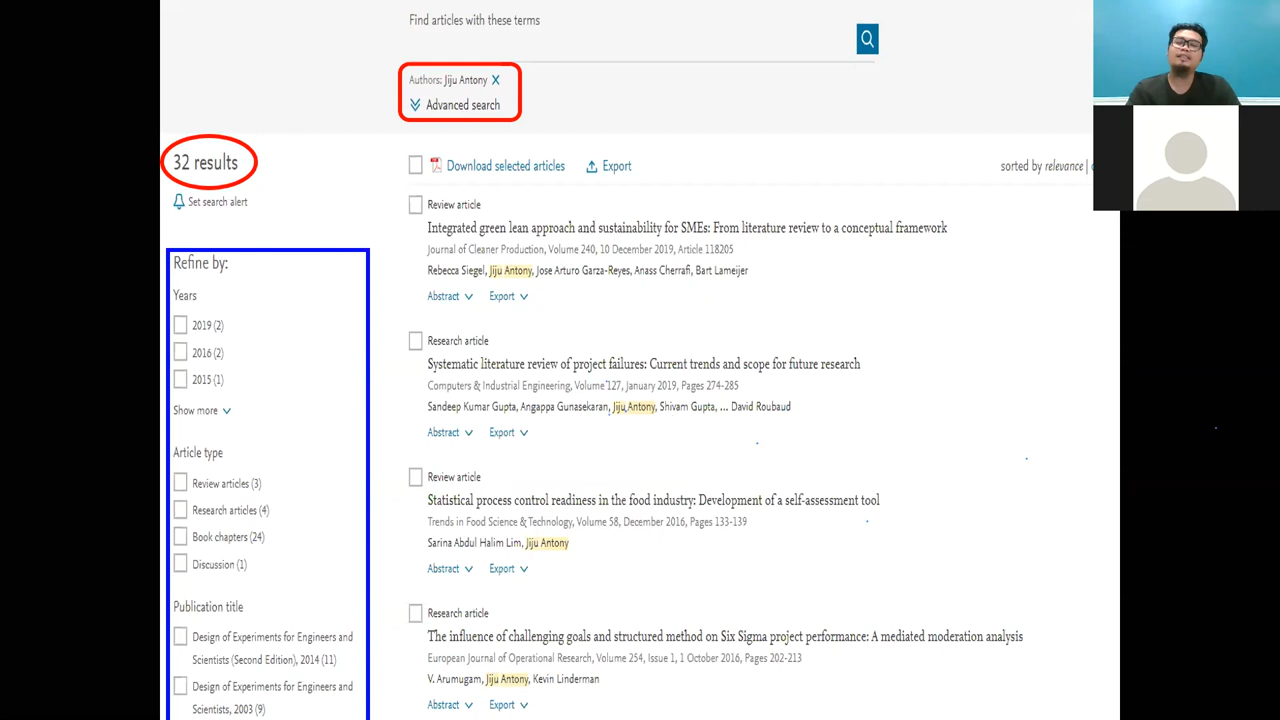 Find articles with these terms
Authors: Jiju Antony X
Advanced search
32 results
Set search alert
Refine by:
Years
2019 (2)
2016 (2)
2015 (1)
Show more
Article type
Review articles (3)
Research articles (4)
Book chapters (24)
Discussion (1)
Publication title
Design of Experiments for Engineers and
Scientists (Second Edition), 2014 (11)
Design of Experiments for Engineers and
Scientists, 2003 (9)
Download selected articles Export
sorted by relevance |
Review article
Integrated green lean approach and sustainability for SMEs: From literature review to a conceptual framework
Journal of Cleaner Production, Volume 240, 10 December 2019, Article 118205
Rebecca Siegel, Jiju Antony, Jose Arturo Garza-Reyes, Anass Cherrafi, Bart Lameijer
Abstract Export
Research article
Systematic literature review of project failures: Current trends and scope for future research
Computers & Industrial Engineering, Volume 127, January 2019, Pages 274-285
Sandeep Kumar Gupta, Angappa Gunasekaran, Jiju Antony, Shivam Gupta, ... David Roubaud
Abstract Export
Review article
Statistical process control readiness in the food industry: Development of a self-assessment tool
Trends in Food Science & Technology, Volume 58, December 2016, Pages 133-139
Sarina Abdul Halim Lim, Jiju Antony
Abstract Export
Research article
The influence of challenging goals and structured method on Six Sigma project performance: A mediated moderation analysis
European Journal of Operational Research, Volume 254, Issue 1, 1 October 2016, Pages 202-213
V. Arumugam, Jiju Antony, Kevin Linderman
Abstract Export